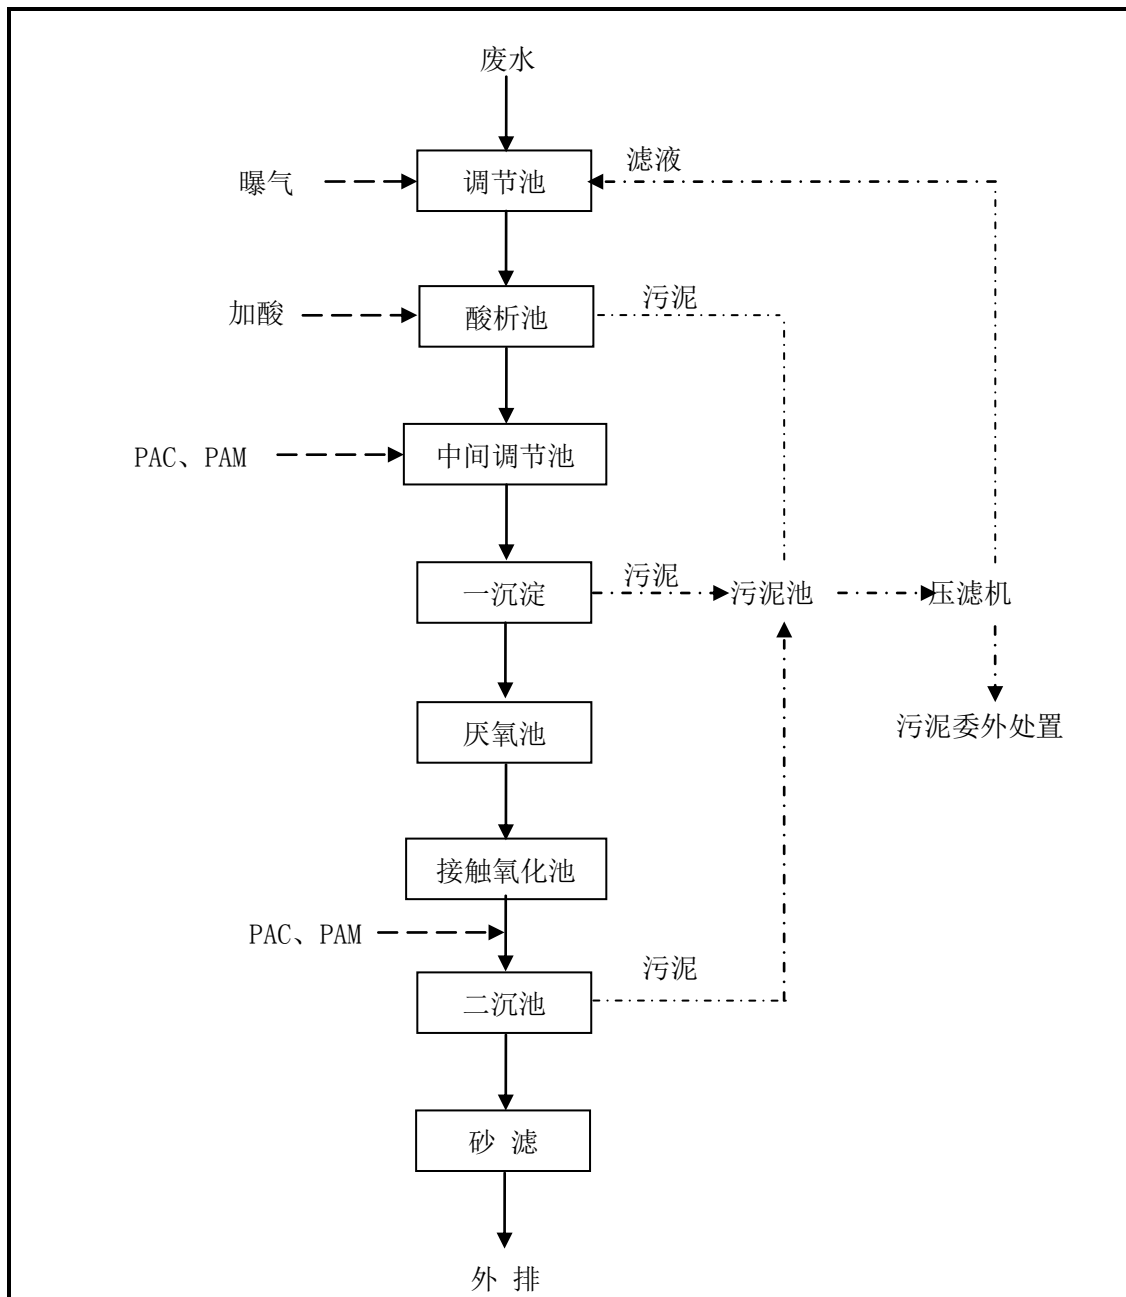 废水
滤液
曝气
调节池
污泥
加酸
酸析池
PAC、PAM
中间调节池
污泥
一沉淀
污泥池
压滤机
厌氧池
污泥委外处置
接触氧化池
PAC、PAM
污泥
二沉池
砂 滤
外 排